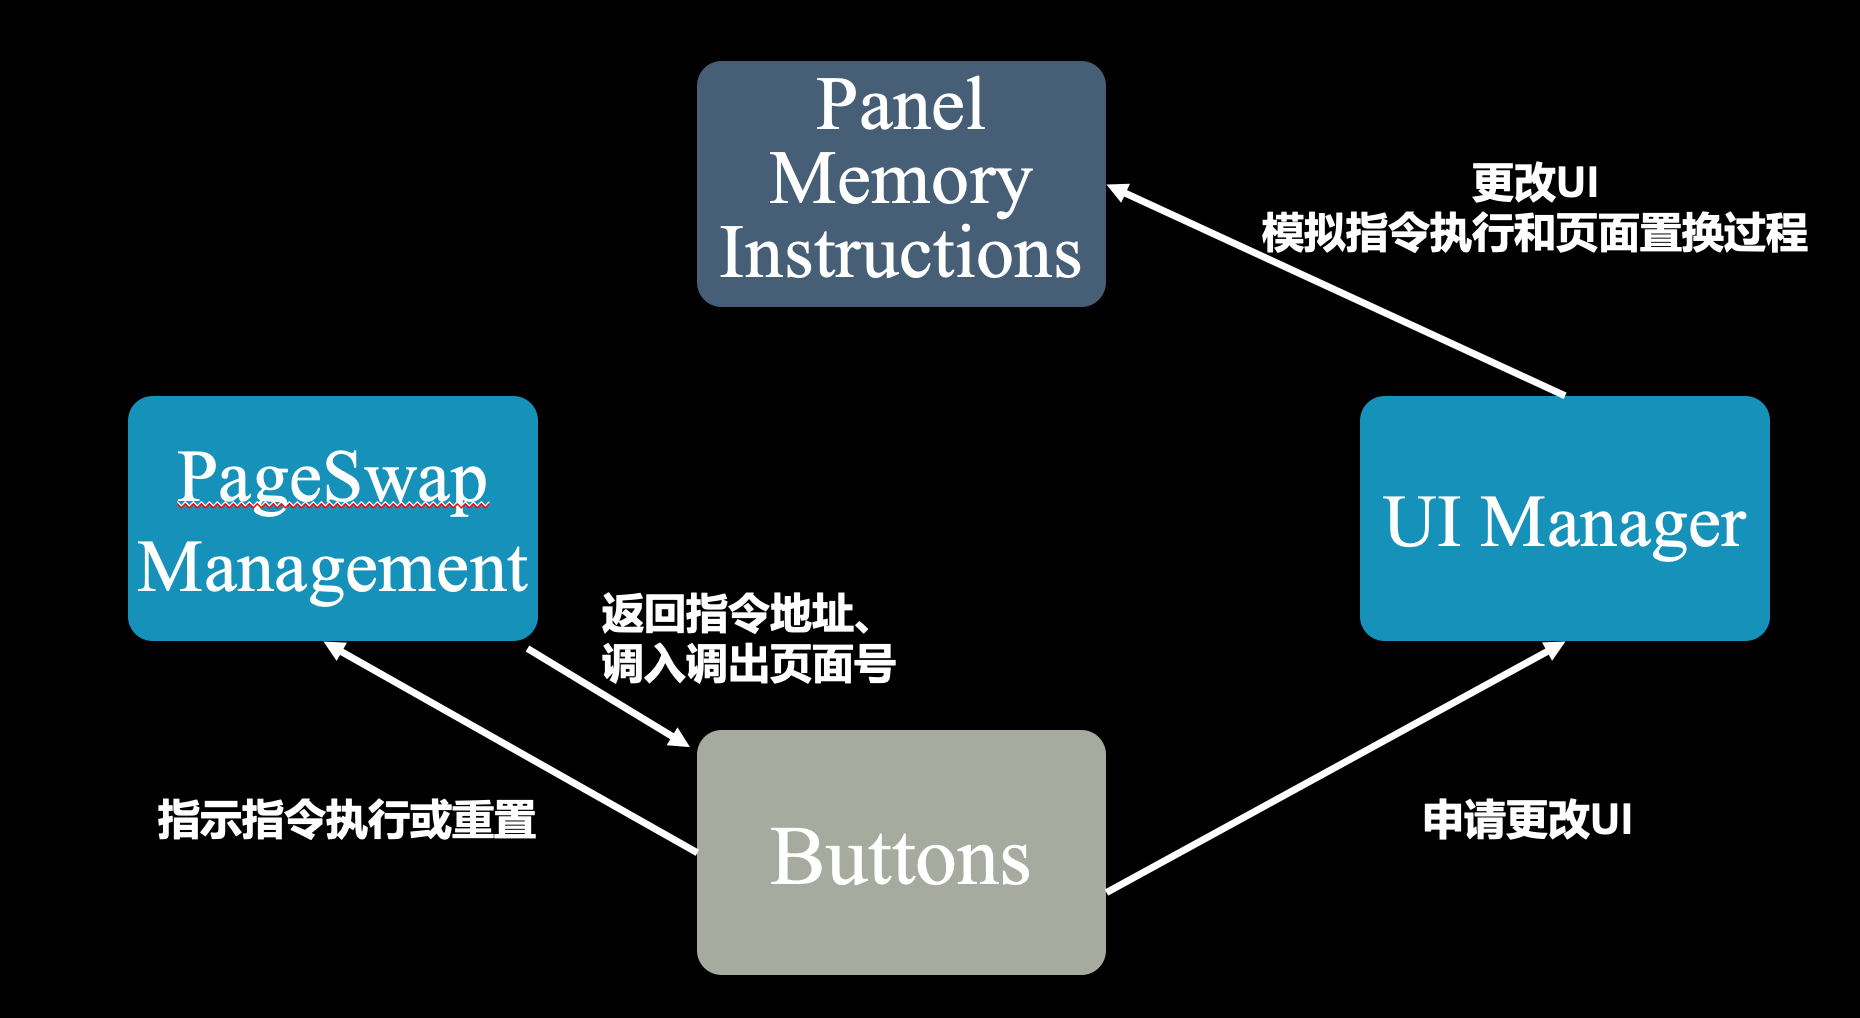 Panel
Memory
Instructions
更改UI
模拟指令执行和页面置换过程
PageSwap
Management
UI Manager
返回指令地址、
调入调出页面号
指示指令执行或重置
Buttons
申请更改UI